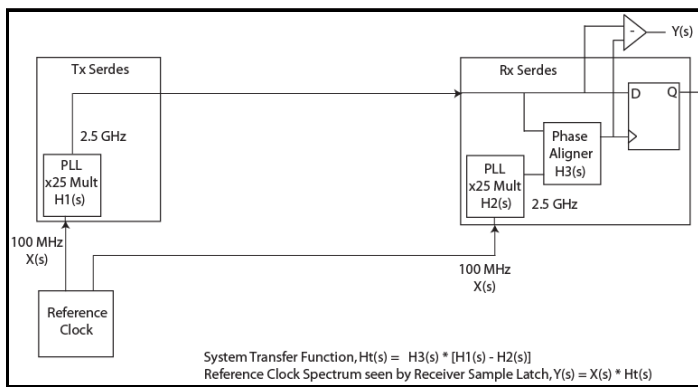 Y(s)
-
Tx Serdes
Rx Serdes
D
Q
2.5 GHz
Phase
Aligner
H3(s)
PLL
x25 Mult
H1(s)
PLL
x25 Mult
H2(s)
2.5 GHz
100 MHz
X(s)
100 MHz
X(s)
Reference
Clock
System Transfer Function, Ht(s) = H3(s) * [H1(s) - H2(s)]
Reference Clock Spectrum seen by Receiver Sample Latch, Y(s) = X(s) * Ht(s)